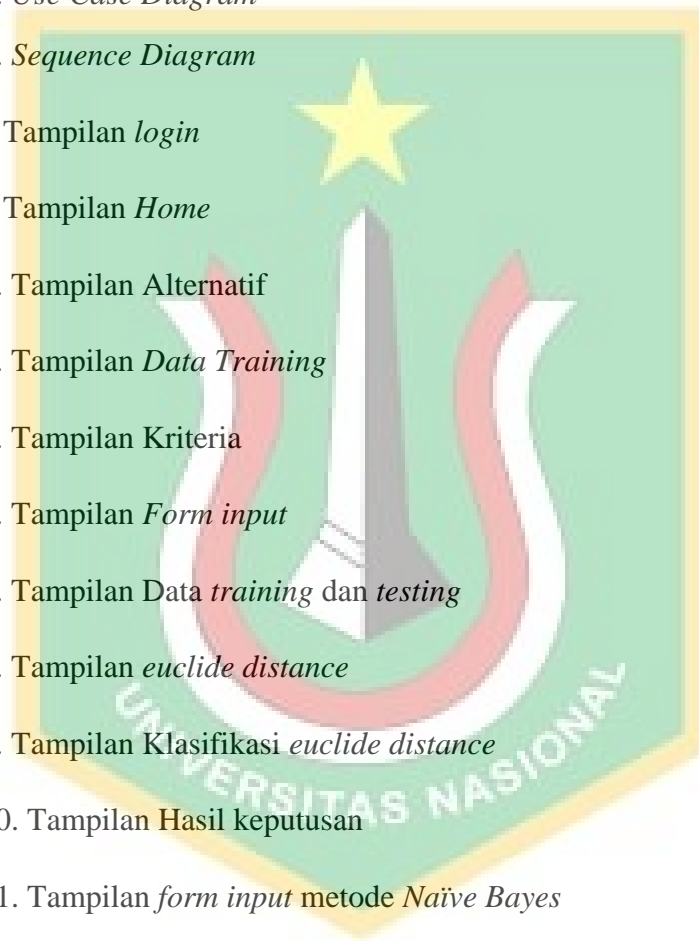 . Use Case Diagram
. Sequence Diagram
Tampilan login
Tampilan Home
. Tampilan Alternatif
. Tampilan Data Training
. Tampilan Kriteria
. Tampilan Form input
. Tampilan Data training dan testing
. Tampilan euclide distance
. Tampilan Klasifikasi euclide distance
0. Tampilan Hasil keputusan
1. Tampilan form input metode Naïve Bayes
UNIVERSITAS NASIONAL